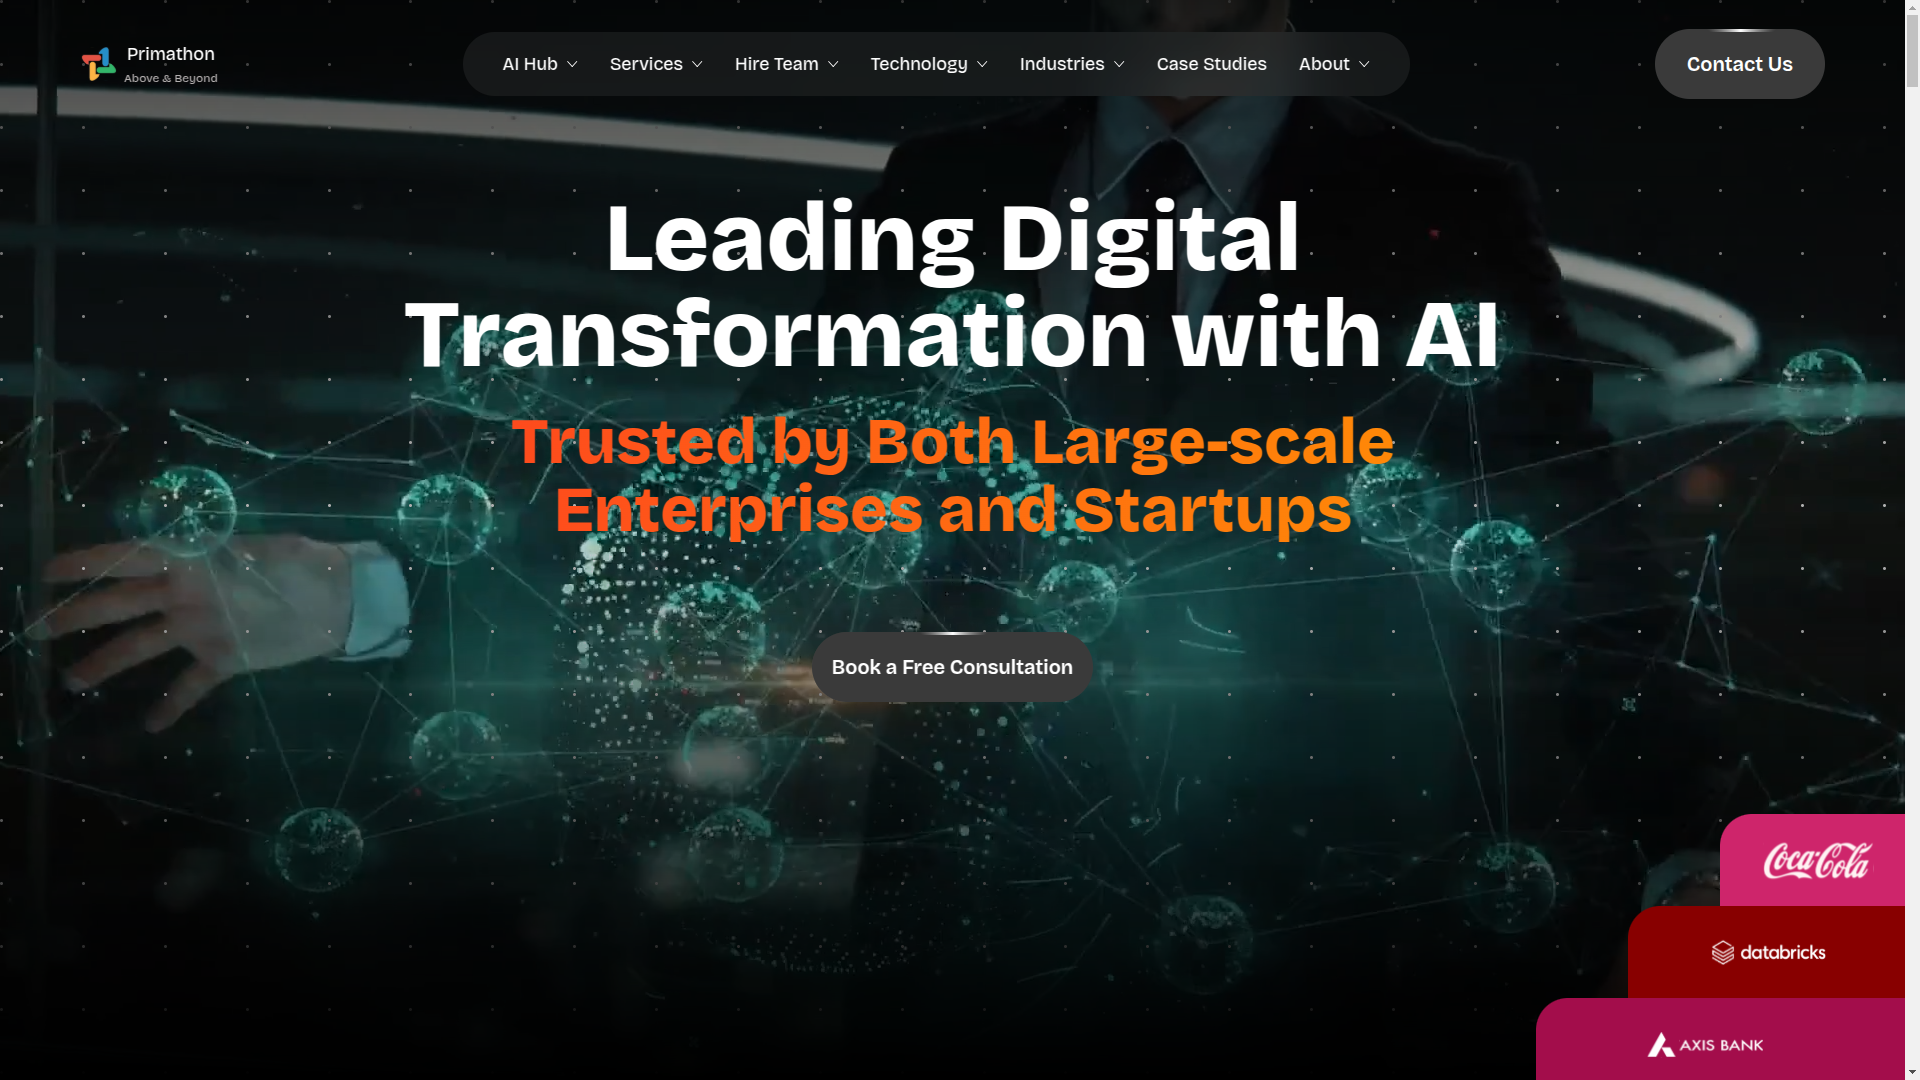 Primathon
Above & Beyond
AI Hub
Services
Hire Team
Technology
Industries
Case Studies
About
Contact Us
Leading Digital
Transformation with AI
Trusted by Both Large-scale
Enterprises and Startups
Book a Free Consultation
Coca-Cola
databricks
AXIS BANK